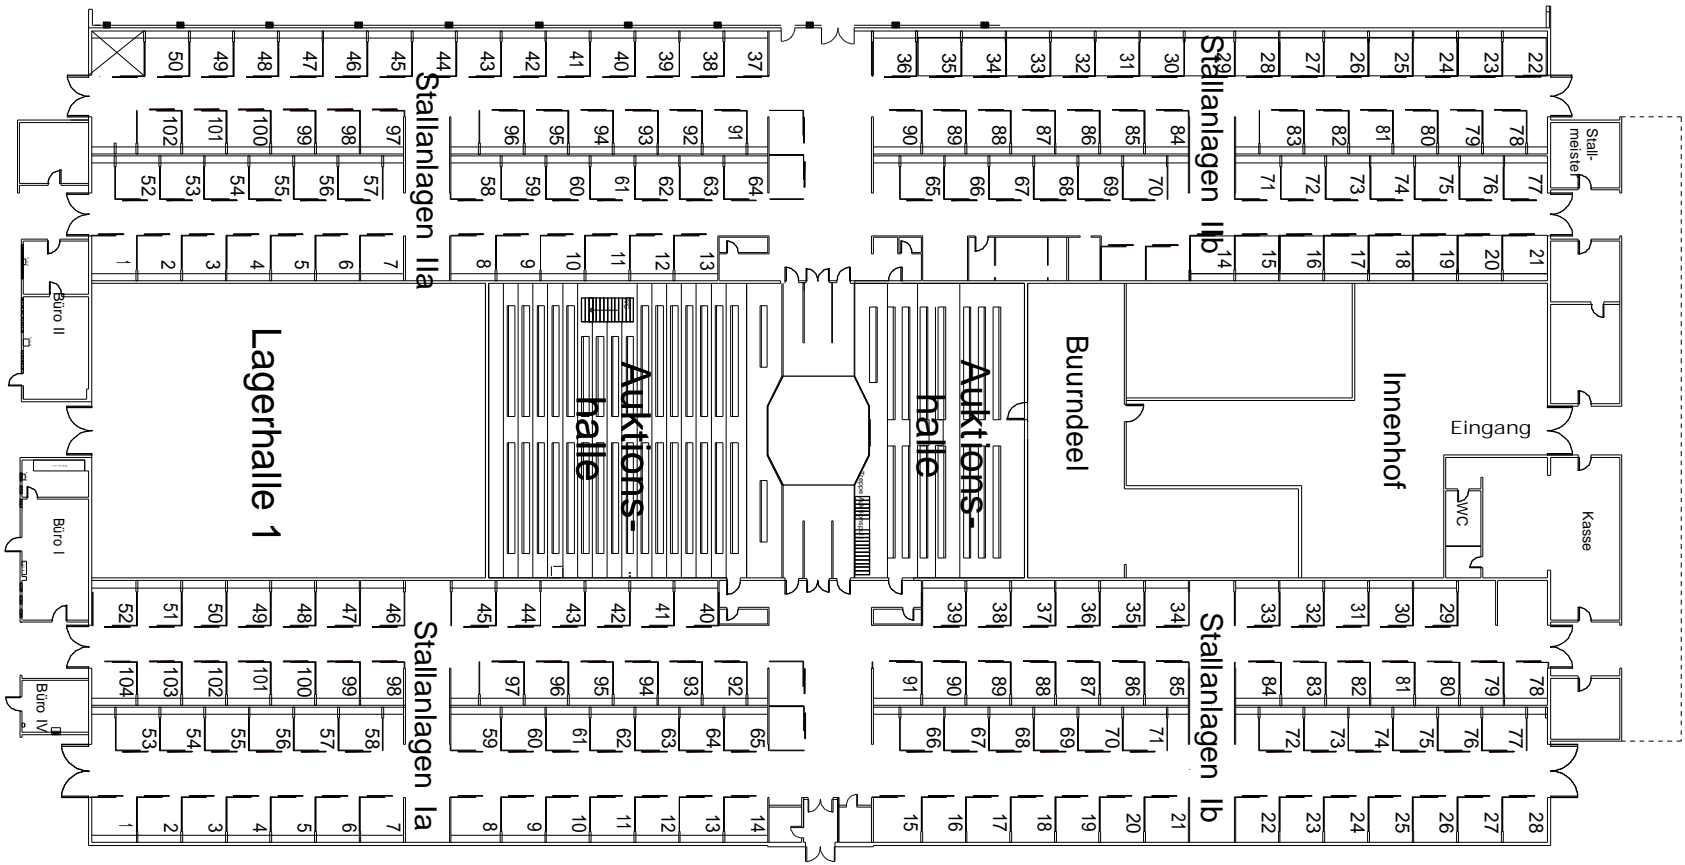 50 49 48 47 46 45 44 43 42 41 40 39 38 37
36 35 34 33 32 31 30 29 28 27 26 25 24 23 22
Stallanlagen IIa
Stallanlagen IIb
102 101 100 99 98 97 96 95 94 93 92 91
90 89 88 87 86 85 84 83 82 81 80 79 78
Stall-
meister
52 53 54 55 56 57 58 59 60 61 62 63 64
65 66 67 68 69 70 71 72 73 74 75 76 77
1 2 3 4 5 6 7 8 9 10 11 12 13
14 15 16 17 18 19 20 21
Büro II
Lagerhalle 1
Auktions-
halle
Auktions-
halle
Buurndeel
Innenhof
Eingang
WC
Kasse
Büro I
52 51 50 49 48 47 46 45 44 43 42 41 40
39 38 37 36 35 34 33 32 31 30 29
Stallanlagen Ia
Stallanlagen Ib
104 103 102 101 100 99 98 97 96 95 94 93 92
91 90 89 88 87 86 85 84 83 82 81 80 79 78
Büro IV
53 54 55 56 57 58 59 60 61 62 63 64 65
66 67 68 69 70 71 72 73 74 75 76 77
1 2 3 4 5 6 7 8 9 10 11 12 13 14
15 16 17 18 19 20 21 22 23 24 25 26 27 28